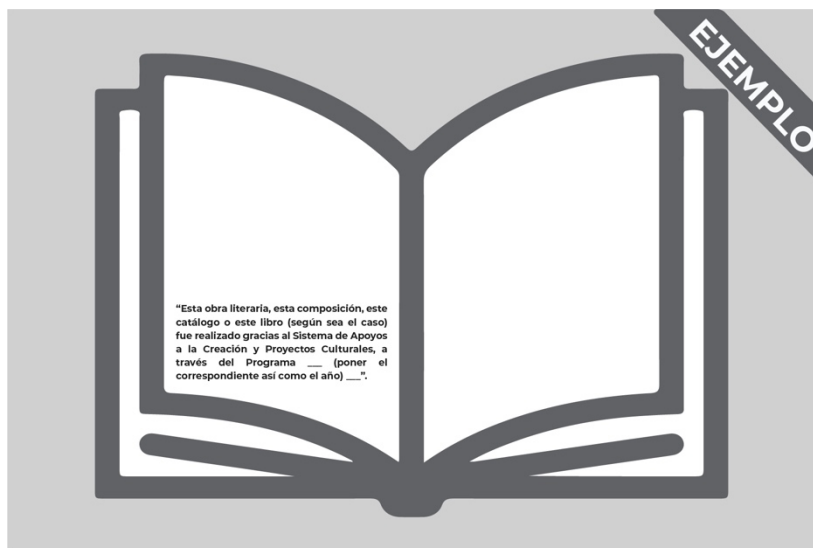 EJEMPLO
“Esta obra literaria, esta composición, este
catálogo o este libro (según sea el caso)
fue realizado gracias al Sistema de Apoyos
a la Creación y Proyectos Culturales, a
través del Programa ___ (poner el
correspondiente así como el año) ___”.